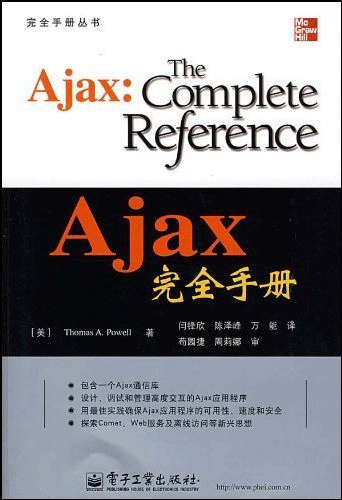 完全手册丛书
Mc
Graw
Hill
Ajax: The
Complete
Reference
Ajax
完全手册
[美] Thomas A. Powell 著
闫锋欣 陈泽峰 万 能 译
苟园捷 周莉娜 审
• 包含一个Ajax通信库
• 设计、调试和管理高度交互的Ajax应用程序
• 用最佳实践确保Ajax应用程序的可用性、速度和安全
• 探索Comet、Web服务及离线访问等新兴思想
电子工业出版社
PUBLISHING HOUSE OF ELECTRONICS INDUSTRY
http://www.phei.com.cn